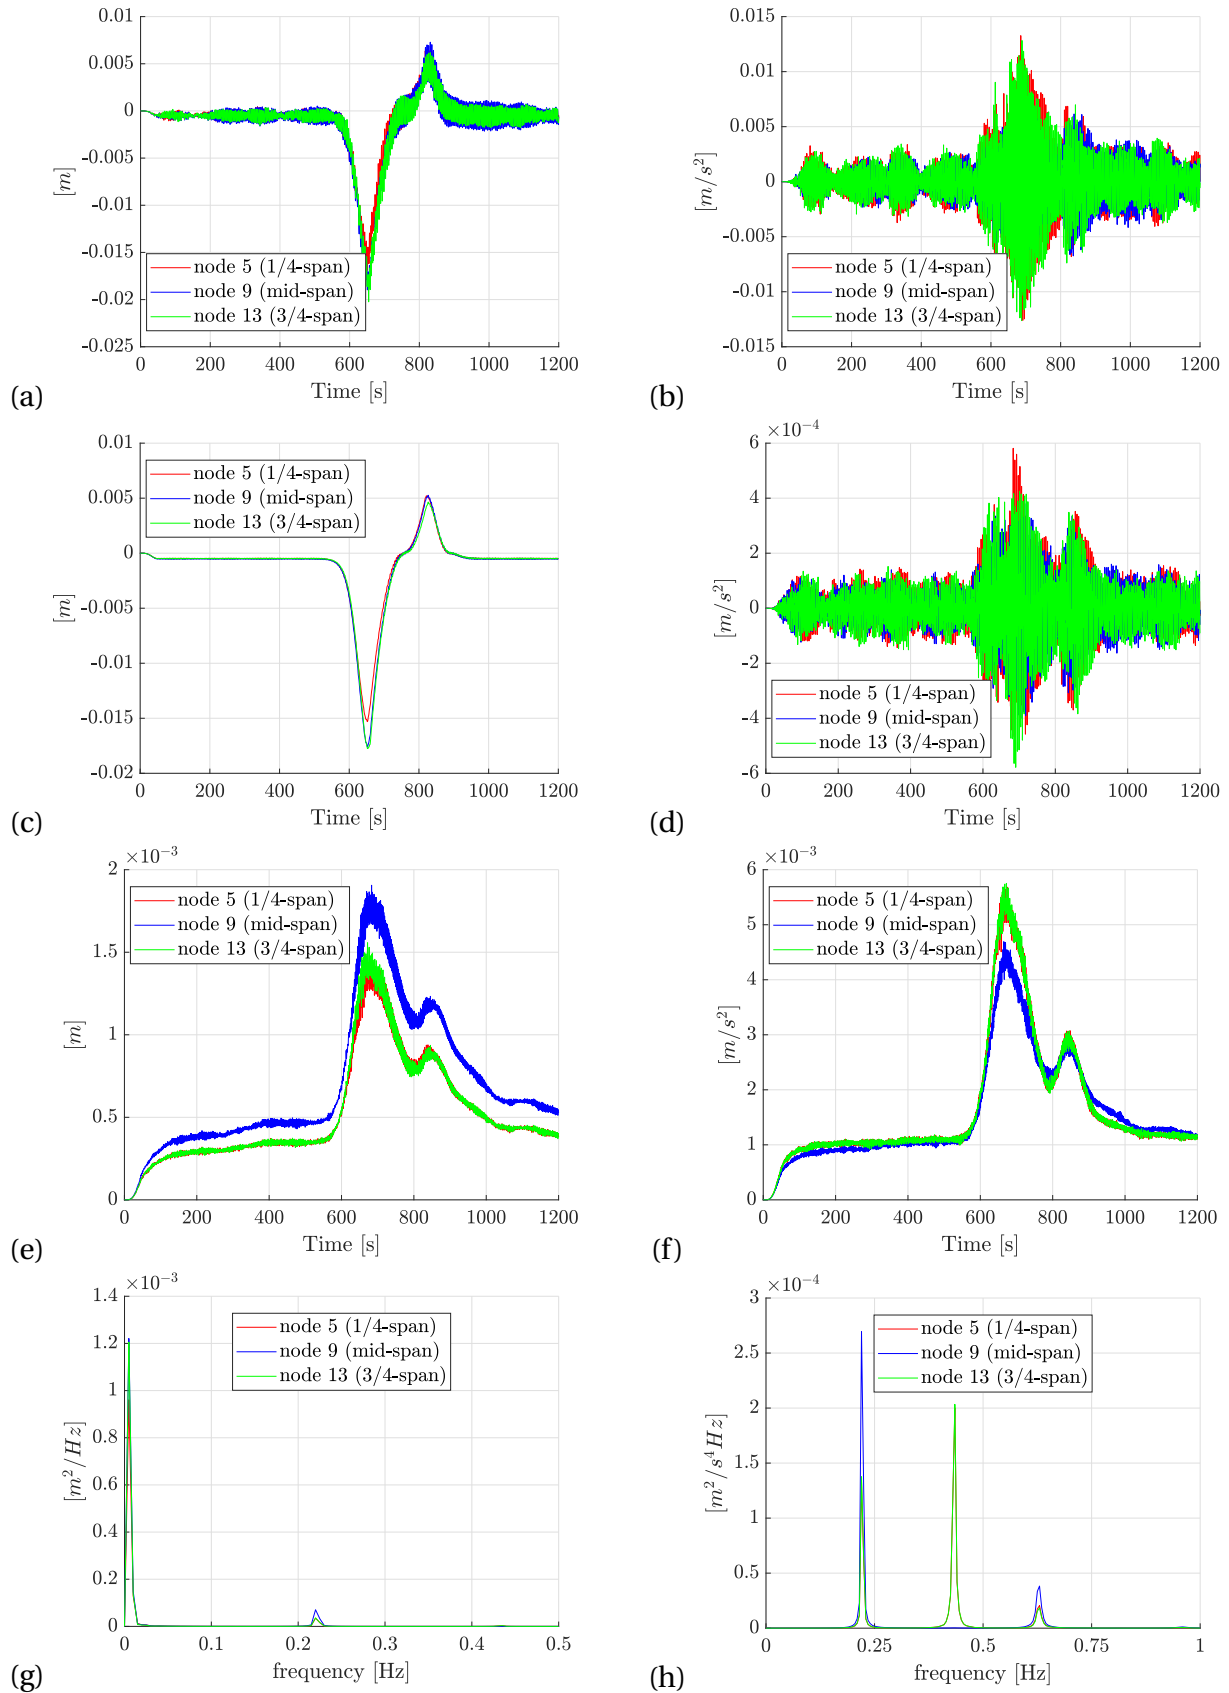 0.01
0.005
0
-0.005
-0.01
-0.015
-0.02
-0.025
[m]
node 5 (1/4-span)
node 9 (mid-span)
node 13 (3/4-span)
0 200 400 600 800 1000 1200
Time [s]
(a)
0.015
0.01
0.005
0
-0.005
-0.01
-0.015
[m/s²]
node 5 (1/4-span)
node 9 (mid-span)
node 13 (3/4-span)
0 200 400 600 800 1000 1200
Time [s]
(b)
0.01
0.005
0
-0.005
-0.01
-0.015
-0.02
[m]
node 5 (1/4-span)
node 9 (mid-span)
node 13 (3/4-span)
0 200 400 600 800 1000 1200
Time [s]
(c)
×10⁻⁴
6
4
2
0
-2
-4
-6
[m/s²]
node 5 (1/4-span)
node 9 (mid-span)
node 13 (3/4-span)
0 200 400 600 800 1000 1200
Time [s]
(d)
×10⁻³
2
1.5
1
0.5
0
[m]
node 5 (1/4-span)
node 9 (mid-span)
node 13 (3/4-span)
0 200 400 600 800 1000 1200
Time [s]
(e)
×10⁻³
6
5
4
3
2
1
0
[m/s²]
node 5 (1/4-span)
node 9 (mid-span)
node 13 (3/4-span)
0 200 400 600 800 1000 1200
Time [s]
(f)
×10⁻³
1.4
1.2
1
0.8
0.6
0.4
0.2
0
[m²/Hz]
node 5 (1/4-span)
node 9 (mid-span)
node 13 (3/4-span)
0 0.1 0.2 0.3 0.4 0.5
frequency [Hz]
(g)
×10⁻⁴
3
2.5
2
1.5
1
0.5
0
[m²/s⁴Hz]
node 5 (1/4-span)
node 9 (mid-span)
node 13 (3/4-span)
0 0.25 0.5 0.75 1
frequency [Hz]
(h)